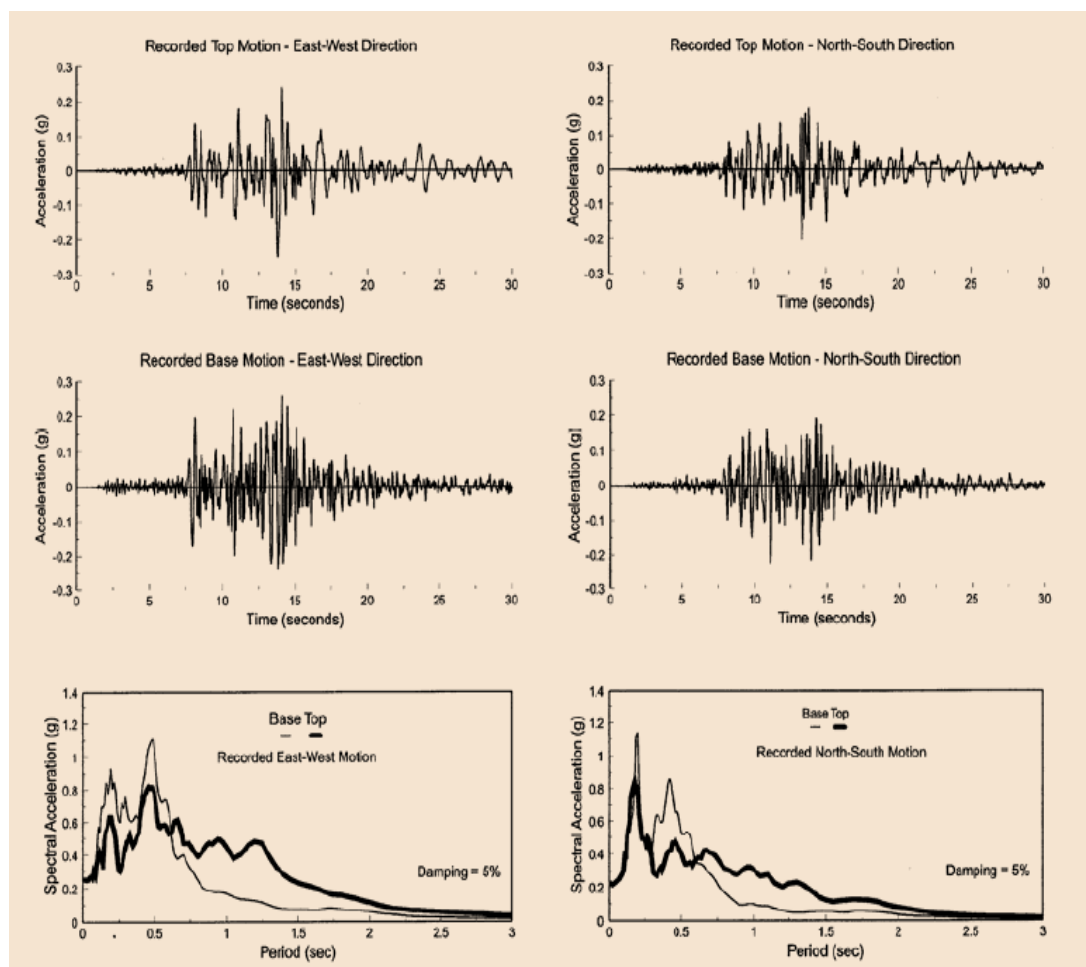 Recorded Top Motion - East-West Direction
0.3
0.2
0.1
0
-0.1
-0.2
-0.3
Acceleration (g)
0 5 10 15 20 25 30
Time (seconds)
Recorded Top Motion - North-South Direction
0.3
0.2
0.1
0
-0.1
-0.2
-0.3
Acceleration (g)
0 5 10 15 20 25 30
Time (seconds)
Recorded Base Motion - East-West Direction
0.3
0.2
0.1
0
-0.1
-0.2
-0.3
Acceleration (g)
0 5 10 15 20 25 30
Time (seconds)
Recorded Base Motion - North-South Direction
0.3
0.2
0.1
0
-0.1
-0.2
-0.3
Acceleration (g)
0 5 10 15 20 25 30
Time (seconds)
1.4
1.2
1
0.8
0.6
0.4
0.2
0
Spectral Acceleration (g)
Base Top
Recorded East-West Motion
Damping = 5%
0 0.5 1 1.5 2 2.5 3
Period (sec)
1.4
1.2
1
0.8
0.6
0.4
0.2
0
Spectral Acceleration (g)
Base Top
Recorded North-South Motion
Damping = 5%
0 0.5 1 1.5 2 2.5 3
Period (sec)